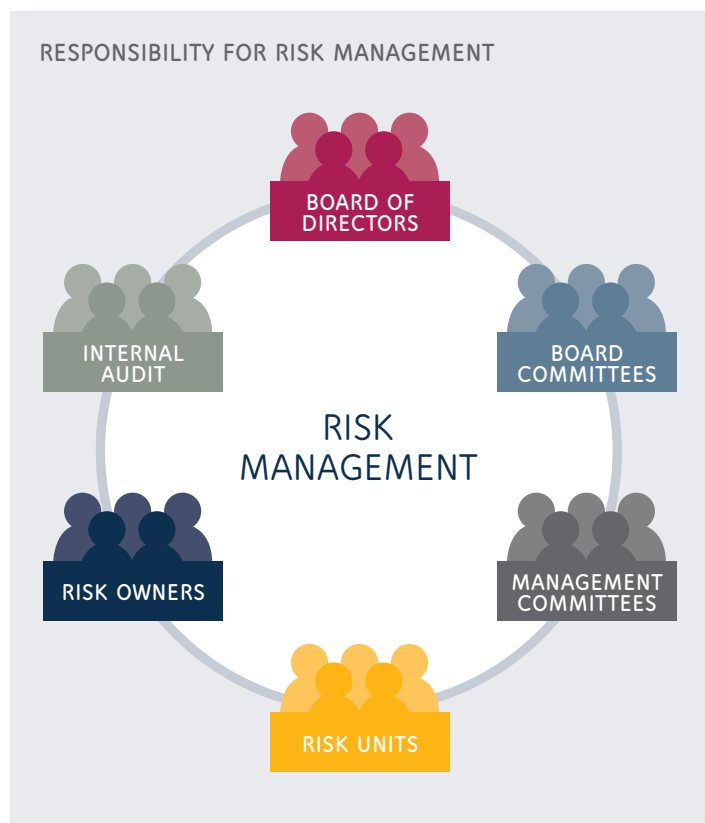 RESPONSIBILITY FOR RISK MANAGEMENT
BOARD OF
DIRECTORS
INTERNAL
AUDIT
BOARD
COMMITTEES
RISK
MANAGEMENT
RISK OWNERS
MANAGEMENT
COMMITTEES
RISK UNITS